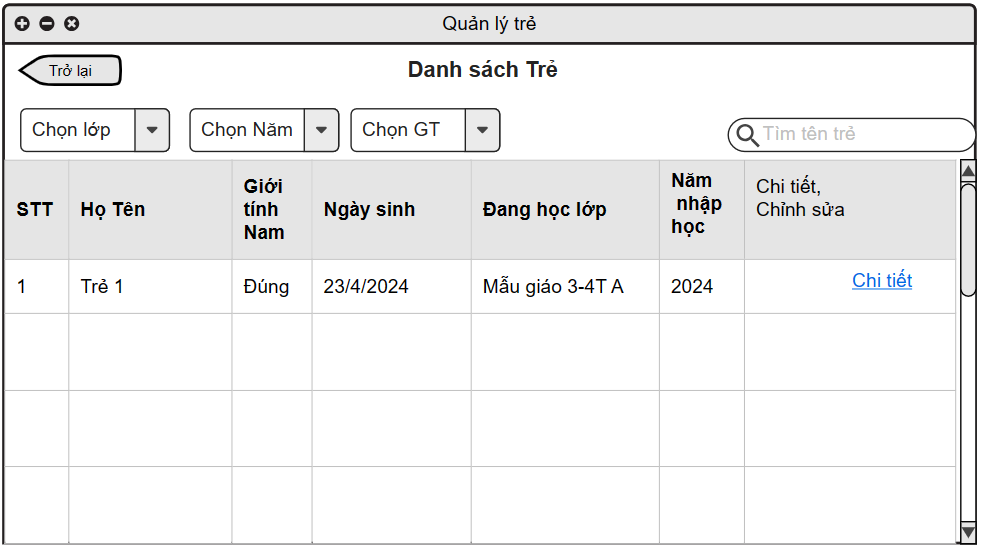 Quản lý trẻ
Trở lại
Danh sách Trẻ
Chọn lớp
Chọn Năm
Chọn GT
Tìm tên trẻ
STT
Họ Tên
Giới
tính
Nam
Ngày sinh
Đang học lớp
Năm
nhập
học
Chi tiết,
Chỉnh sửa
1
Trẻ 1
Đúng
23/4/2024
Mẫu giáo 3-4T A
2024
Chi tiết